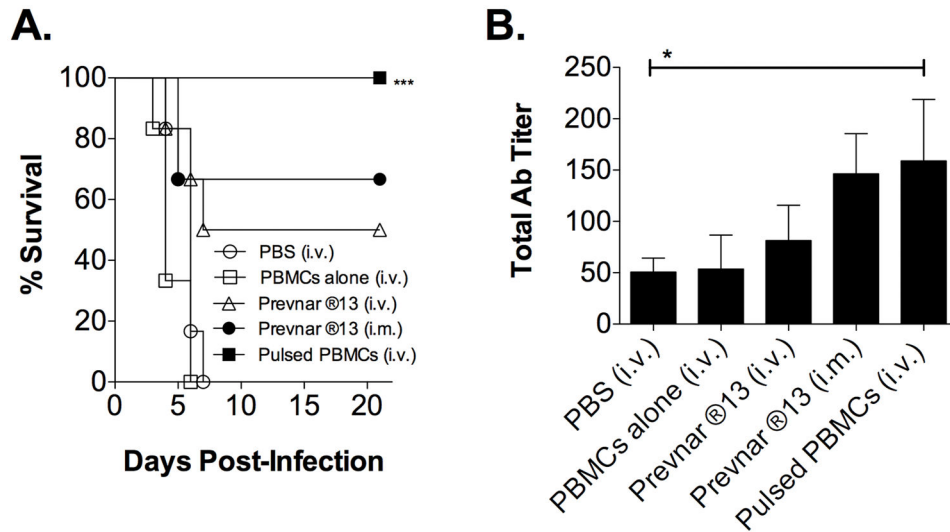 A.
100
80
60
40
20
0
0 5 10 15 20
% Survival
Days Post-Infection
***
PBS (i.v.)
PBMCs alone (i.v.)
Prevnar ®13 (i.v.)
Prevnar ®13 (i.m.)
Pulsed PBMCs (i.v.)
B.
*
250
200
150
100
50
0
Total Ab Titer
PBS (i.v.)
PBMCs alone (i.v.)
Prevnar ®13 (i.v.)
Prevnar ®13 (i.m.)
Pulsed PBMCs (i.v.)